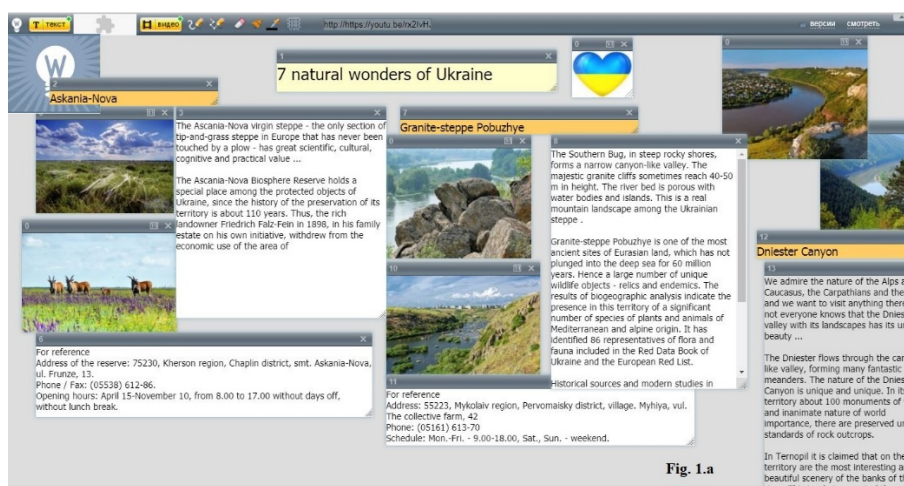 Т текст
видео
http://https://youtu be/rx2ivH.
версии
смотреть
W
1
7 natural wonders of Ukraine
0
0
2
Askania-Nova
3
The Ascania-Nova virgin steppe - the only section of
tip-and-grass steppe in Europe that has never been
touched by a plow - has great scientific, cultural,
cognitive and practical value ...
The Ascania-Nova Biosphere Reserve holds a
special place among the protected objects of
Ukraine, since the history of the preservation of its
territory is about 110 years. Thus, the rich
landowner Friedrich Falz-Fein in 1898, in his family
estate on his own initiative, withdrew from the
economic use of the area of
0
6
For reference
Address of the reserve: 75230, Kherson region, Chaplin district, smt. Askania-Nova,
ul. Frunze, 13.
Phone / Fax: (05538) 612-86.
Opening hours: April 15-November 10, from 8.00 to 17.00 without days off,
without lunch break.
7
Granite-steppe Pobuzhye
0
8
The Southern Bug, in steep rocky shores,
forms a narrow canyon-like valley. The
majestic granite cliffs sometimes reach 40-50
m in height. The river bed is porous with
water bodies and islands. This is a real
mountain landscape among the Ukrainian
steppe .
Granite-steppe Pobuzhye is one of the most
ancient sites of Eurasian land, which has not
plunged into the deep sea for 60 million
years. Hence a large number of unique
wildlife objects - relics and endemics. The
results of biogeographic analysis indicate the
presence in this territory of a significant
number of species of plants and animals of
Mediterranean and alpine origin. It has
identified 86 representatives of flora and
fauna included in the Red Data Book of
Ukraine and the European Red List.
Historical sources and modern studies in
10
11
For reference
Address: 55223, Mykolaiv region, Pervomaisky district, village. Myhiya, vul.
The collective farm, 42
Phone: (05161) 613-70
Schedule: Mon.-Fri. - 9.00-18.00, Sat., Sun. - weekend.
12
Dniester Canyon
13
We admire the nature of the Alps a
Caucasus, the Carpathians and the
and we want to visit anything there
not everyone knows that the Dnies
valley with its landscapes has its un
beauty ...
The Dniester flows through the can
like valley, forming many fantastic
meanders. The nature of the Dnies
Canyon is unique and unique. In its
territory about 100 monuments of
and inanimate nature of world
importance, there are preserved un
standards of rock outcrops.
In Ternopil it is claimed that on the
territory are the most interesting a
beautiful scenery of the banks of th
Fig. 1.a